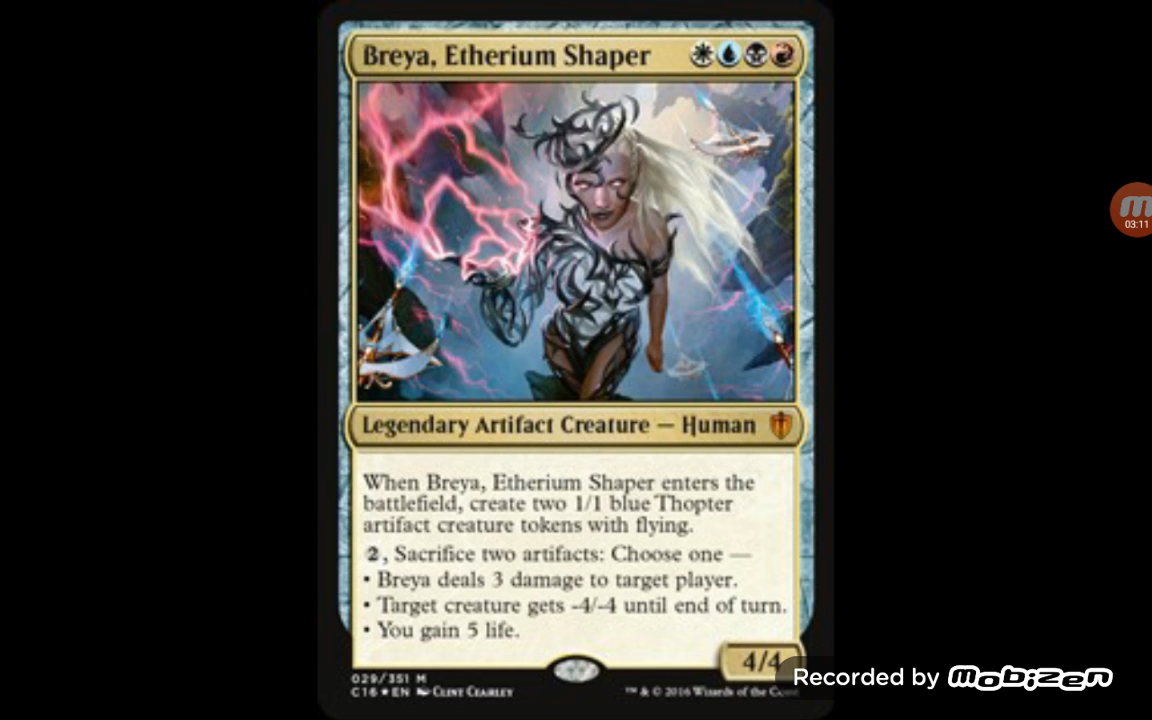 Breya, Etherium Shaper
Legendary Artifact Creature — Human
When Breya, Etherium Shaper enters the
battlefield, create two 1/1 blue Thopter
artifact creature tokens with flying.
2, Sacrifice two artifacts: Choose one —
• Breya deals 3 damage to target player.
• Target creature gets -4/-4 until end of turn.
• You gain 5 life.
4/4
029/351 M
C16 ★ EN Clint Cearley
™ & © 2016 Wizards of the
Recorded by Mobizen
M
03:11